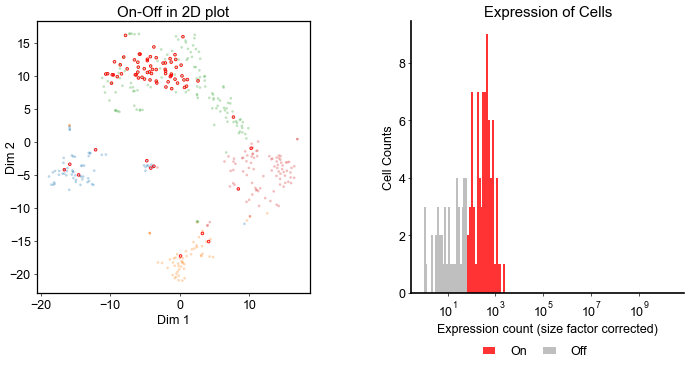 On-Off in 2D plot
15
10
5
0
−5
−10
−15
−20
Dim 2
−20 −10 0 10
Dim 1
Expression of Cells
8
6
4
2
0
Cell Counts
10^1 10^3 10^5 10^7 10^9
Expression count (size factor corrected)
On Off